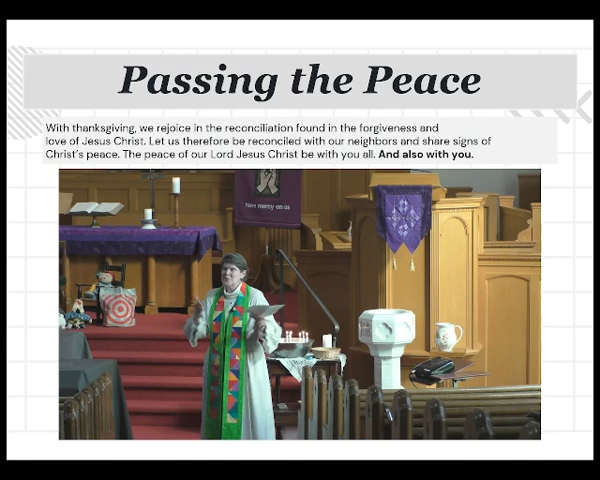 Passing the Peace
With thanksgiving, we rejoice in the reconciliation found in the forgiveness and
love of Jesus Christ. Let us therefore be reconciled with our neighbors and share signs of
Christ's peace. The peace of our Lord Jesus Christ be with you all. And also with you.
have mercy on us